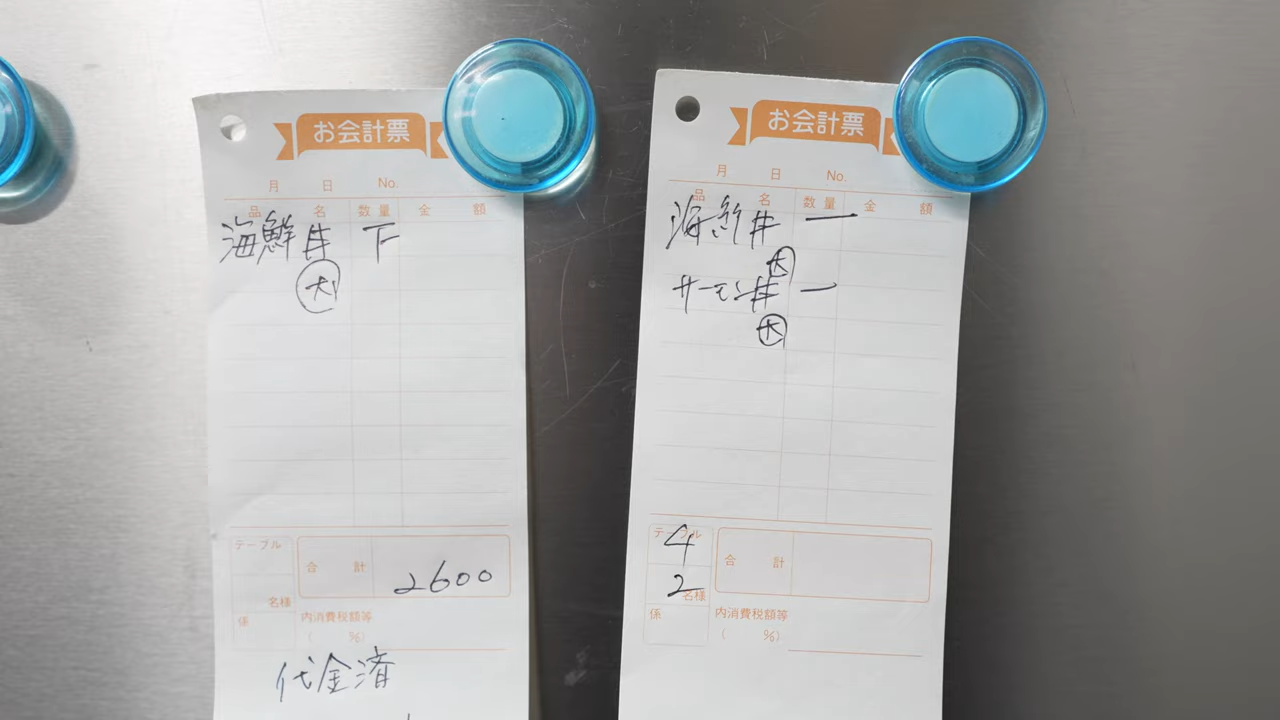 お会計票
月 日 No.
品 名 数量 金 額
海鮮丼 下
大
テーブル
合 計 2600
名様
係
内消費税額等
( %)
代金済
お会計票
月 日 No.
品 名 数量 金 額
海鮮丼 一
大
サーモン丼 一
大
テーブル 4
合 計
2 名様
係
内消費税額等
( %)